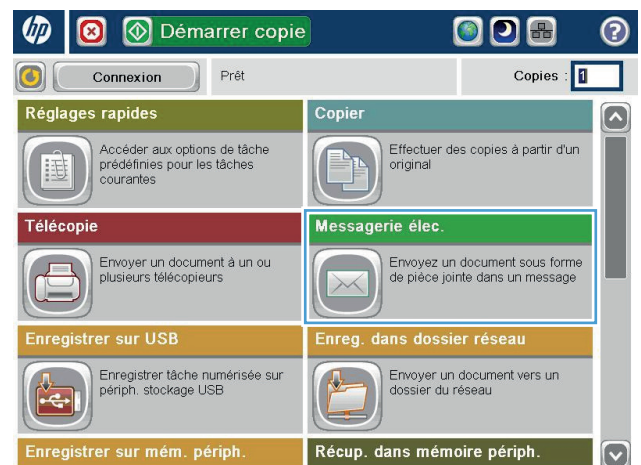 hp
Démarrer copie
?
Connexion
Prêt
Copies : 1
Réglages rapides
Accéder aux options
de tâche
prédéfinies pour les
tâches
courantes
Copier
Effectuer des copies à partir d'un
original
Télécopie
Envoyer un document à un ou
plusieurs télécopieurs
Messagerie élec.
Envoyez un document sous forme
de pièce jointe dans un message
Enregistrer sur USB
Enregistrer tâche numérisée sur
périph. stockage USB
Enreg. dans dossier réseau
Envoyer un document vers un
dossier du réseau
Enregistrer sur mém. périph.
Récup. dans mémoire périph.